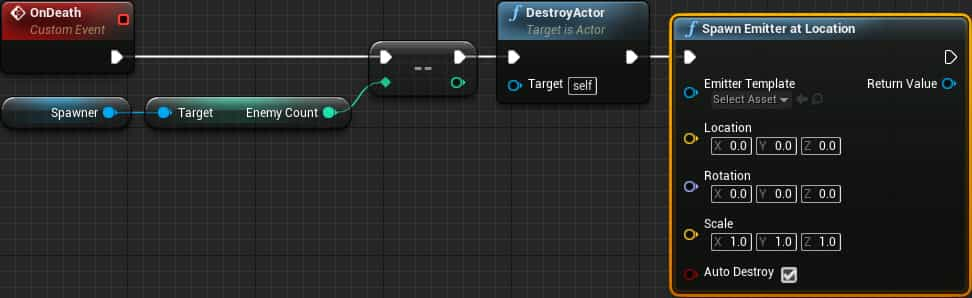 OnDeath
Custom Event
Spawner
Target Enemy Count
--
DestroyActor
Target is Actor
Target self
Spawn Emitter at Location
Emitter Template Return Value
Select Asset
Location
X 0.0 Y 0.0 Z 0.0
Rotation
X 0.0 Y 0.0 Z 0.0
Scale
X 1.0 Y 1.0 Z 1.0
Auto Destroy